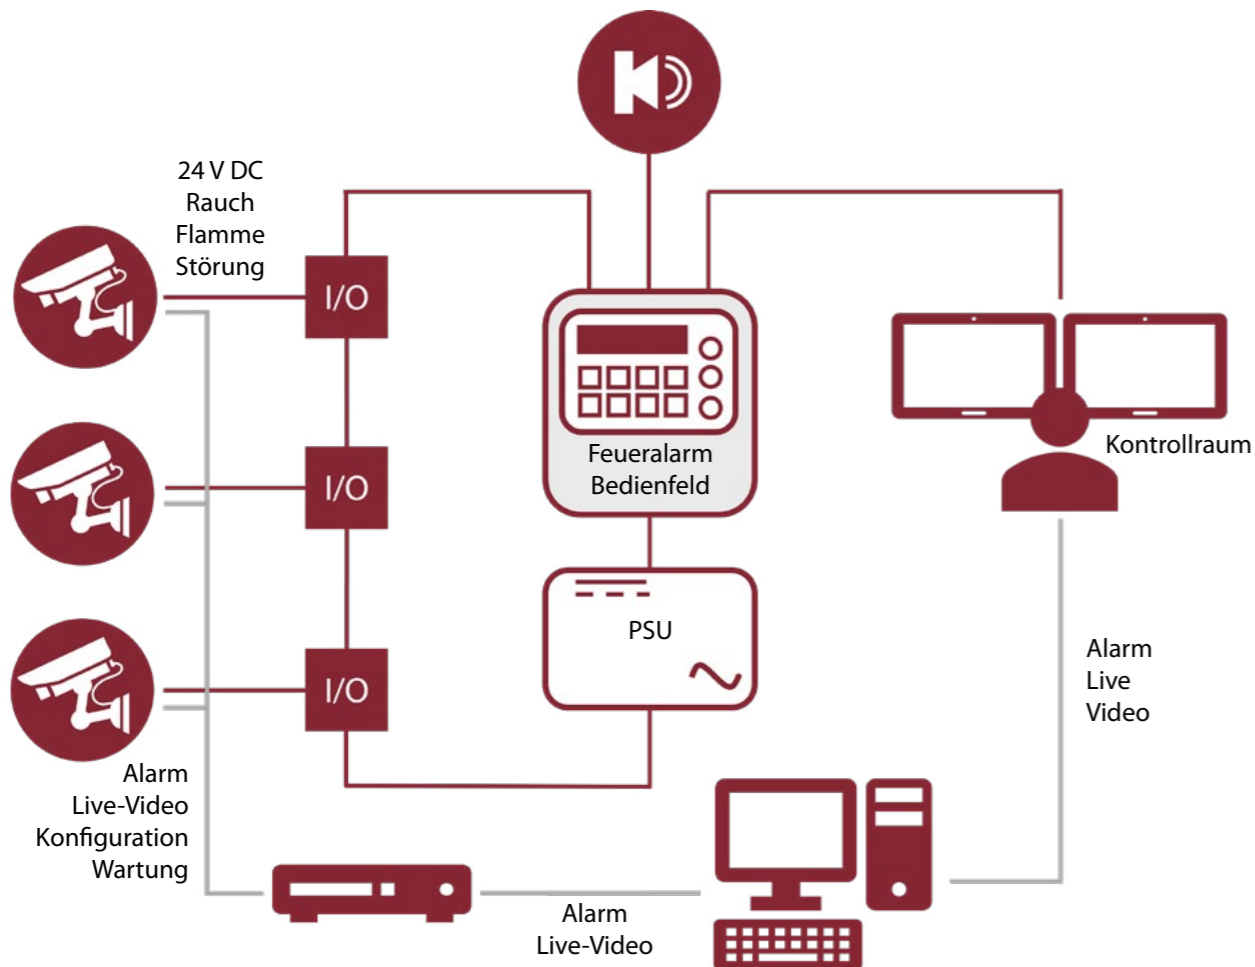 24 V DC
Rauch
Flamme
Störung
I/O
I/O
I/O
Feueralarm
Bedienfeld
PSU
Kontrollraum
Alarm
Live
Video
Alarm
Live-Video
Konfiguration
Wartung
Alarm
Live-Video